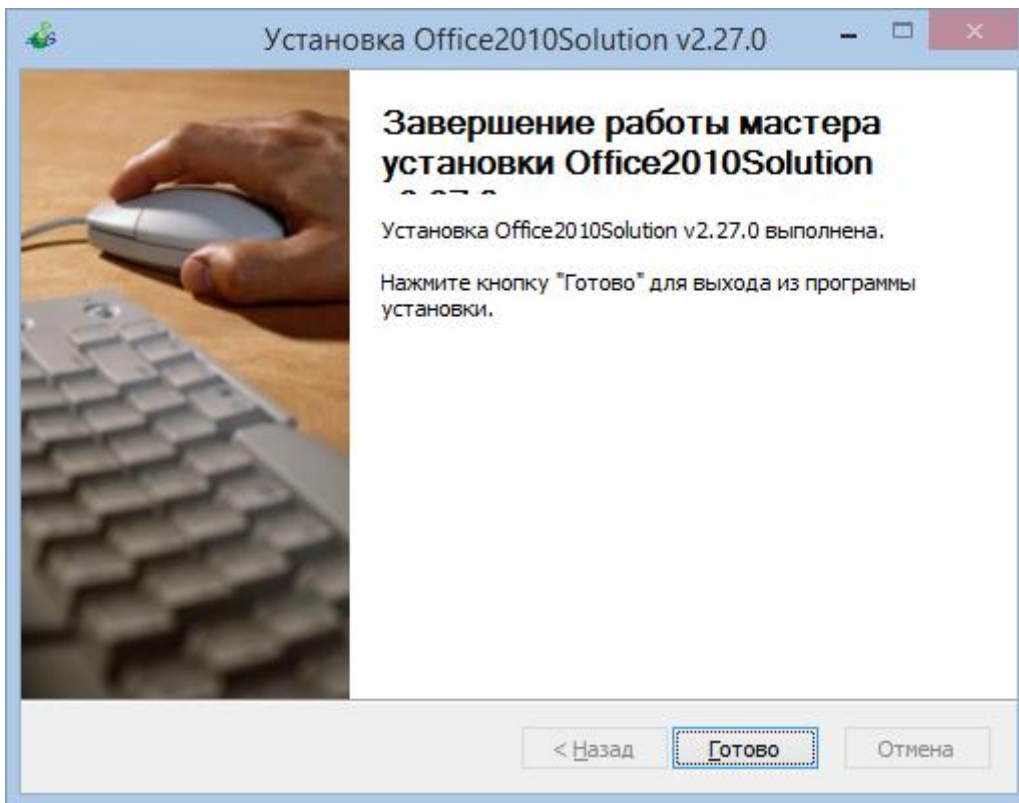 Установка Office2010Solution v2.27.0
Завершение работы мастера
установки Office2010Solution
Установка Office2010Solution v2.27.0 выполнена.
Нажмите кнопку "Готово" для выхода из программы
установки.
< Назад
Готово
Отмена